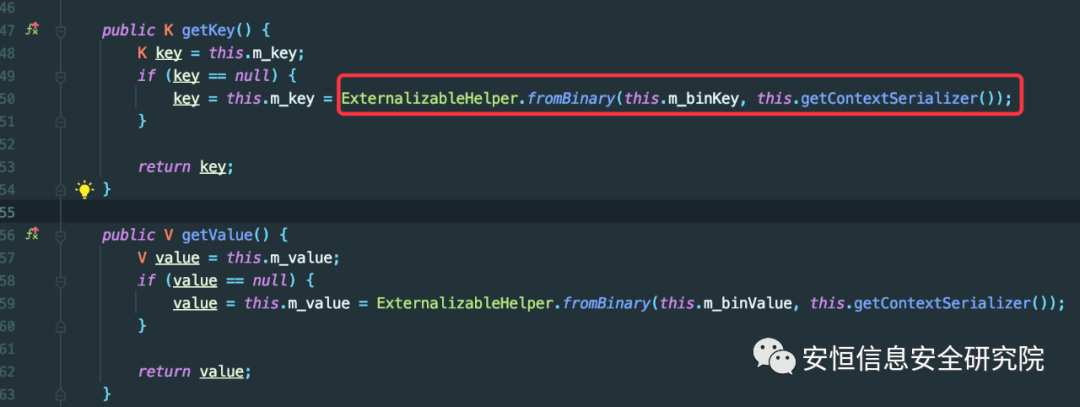 46
47 public K getKey() {
48 K key = this.m_key;
49 if (key == null) {
50 key = this.m_key = ExternalizableHelper.fromBinary(this.m_binKey, this.getContextSerializer());
51 }
52
53 return key;
54 }
55
56 public V getValue() {
57 V value = this.m_value;
58 if (value == null) {
59 value = this.m_value = ExternalizableHelper.fromBinary(this.m_binValue, this.getContextSerializer());
60 }
61
62 return value;
63 }
安恒信息安全研究院